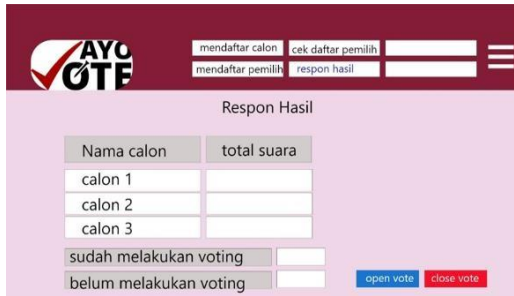 AYO
VOTE
mendaftar calon cek daftar pemilih
mendaftar pemilih respon hasil
Respon Hasil
Nama calon total suara
calon 1
calon 2
calon 3
sudah melakukan voting
belum melakukan voting
open vote close vote